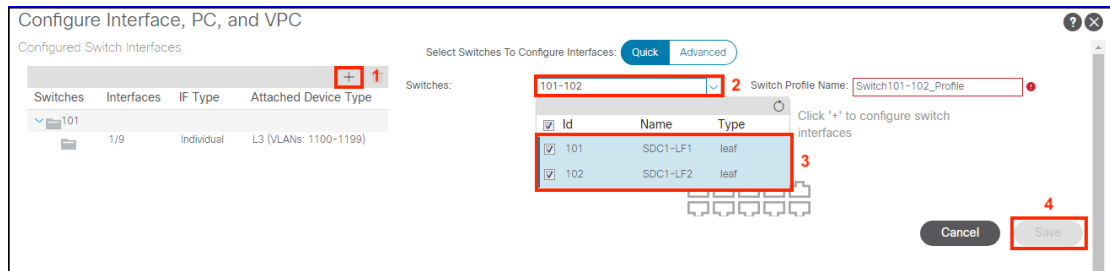 Configure Interface, PC, and VPC
Configured Switch Interfaces
Select Switches To Configure Interfaces: Quick Advanced
+ 1
Switches Interfaces IF Type Attached Device Type
101
1/9 Individual L3 (VLANs: 1100-1199)
Switches: 101-102 2 Switch Profile Name: Switch101-102_Profile
Id Name Type
101 SDC1-LF1 leaf
102 SDC1-LF2 leaf
3
Click '+' to configure switch
interfaces
4
Cancel Save